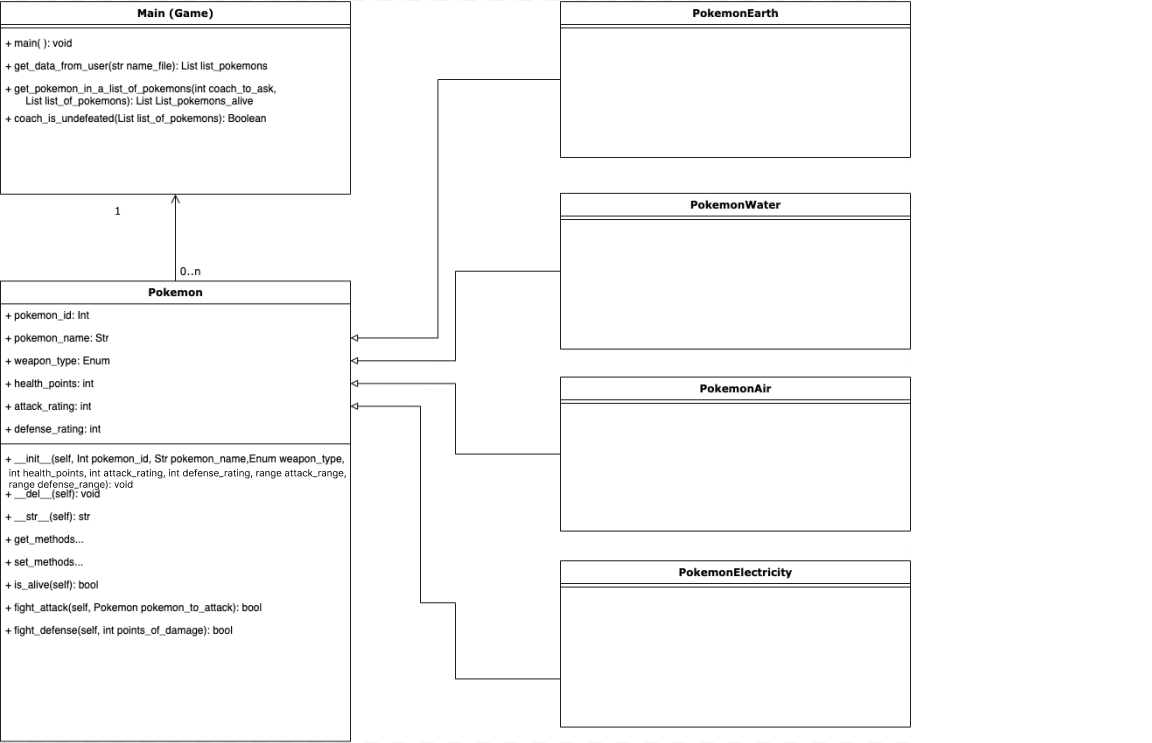 Main (Game)
+ main( ): void
+ get_data_from_user(str name_file): List list_pokemons
+ get_pokemon_in_a_list_of_pokemons(int coach_to_ask,
List list_of_pokemons): List List_pokemons_alive
+ coach_is_undefeated(List list_of_pokemons): Boolean
1
0..n
Pokemon
+ pokemon_id: Int
+ pokemon_name: Str
+ weapon_type: Enum
+ health_points: int
+ attack_rating: int
+ defense_rating: int
+ __init__(self, Int pokemon_id, Str pokemon_name,Enum weapon_type,
int health_points, int attack_rating, int defense_rating, range attack_range,
range defense_range): void
+ __del__(self): void
+ __str__(self): str
+ get_methods...
+ set_methods...
+ is_alive(self): bool
+ fight_attack(self, Pokemon pokemon_to_attack): bool
+ fight_defense(self, int points_of_damage): bool
PokemonEarth
PokemonWater
PokemonAir
PokemonElectricity